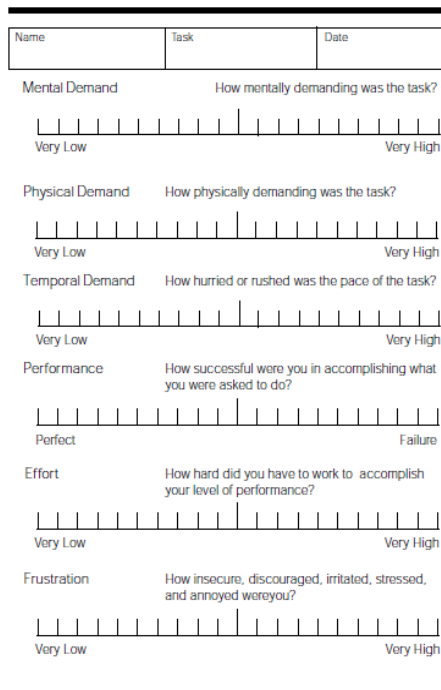 Name Task Date
Mental Demand How mentally demanding was the task?
Very Low Very High
Physical Demand How physically demanding was the task?
Very Low Very High
Temporal Demand How hurried or rushed was the pace of the task?
Very Low Very High
Performance How successful were you in accomplishing what
you were asked to do?
Perfect Failure
Effort How hard did you have to work to accomplish
your level of performance?
Very Low Very High
Frustration How insecure, discouraged, irritated, stressed,
and annoyed wereyou?
Very Low Very High